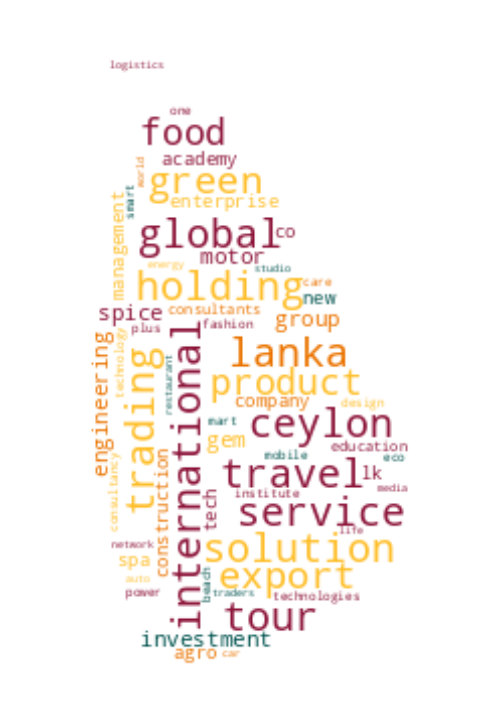 logistics
one
food
academy
world
green
smart
enterprise
management
global
co
motor
energy
studio
holding
care
new
spice
consultants
group
plus
fashion
technology
international
engineering
trading
restaurant
lanka
product
company
design
mart
ceylon
gem
education
mobile
eco
travel
lk
consultancy
construction
tech
institute
media
service
life
network
solution
spa
export
auto
beach
power
traders
technologies
tour
investment
agro
car